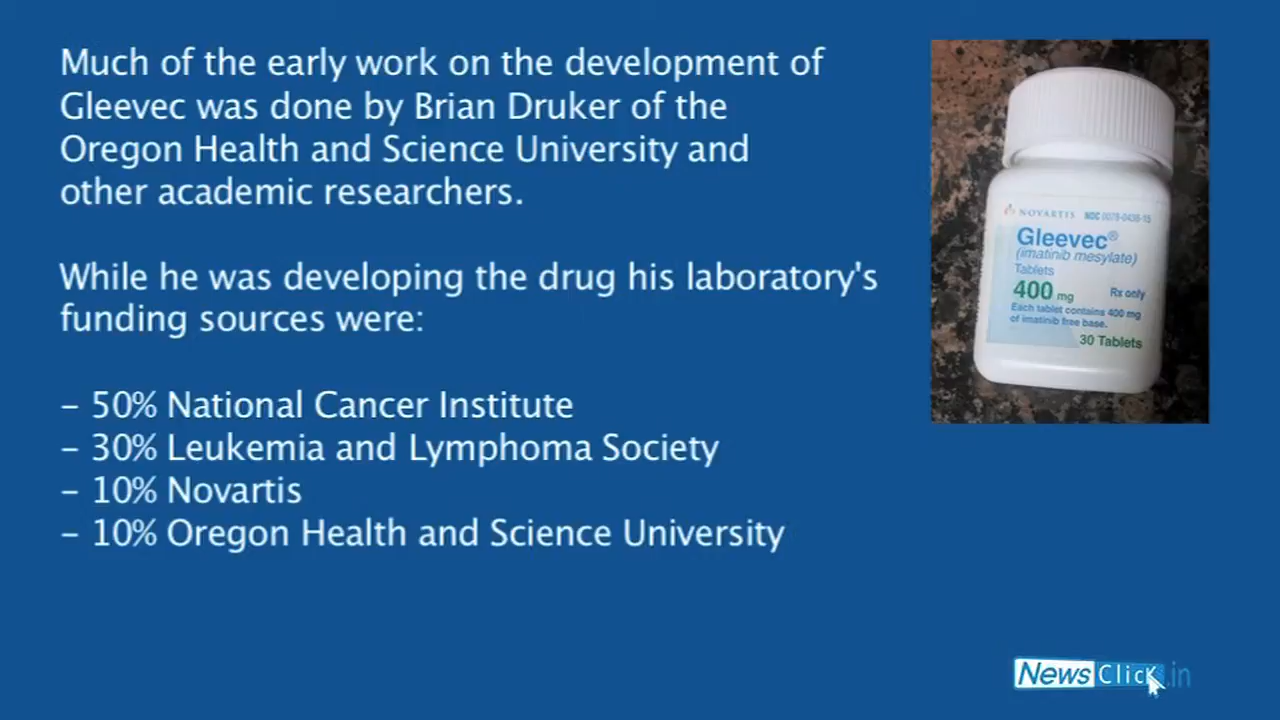 Much of the early work on the development of
Gleevec was done by Brian Druker of the
Oregon Health and Science University and
other academic researchers.
While he was developing the drug his laboratory's
funding sources were:
- 50% National Cancer Institute
- 30% Leukemia and Lymphoma Society
- 10% Novartis
- 10% Oregon Health and Science University
NOVARTIS NDC 0078-0438-15
Gleevec®
(imatinib mesylate)
Tablets
400 mg Rx only
Each tablet contains 400 mg
of imatinib free base.
30 Tablets
NewsClick.in